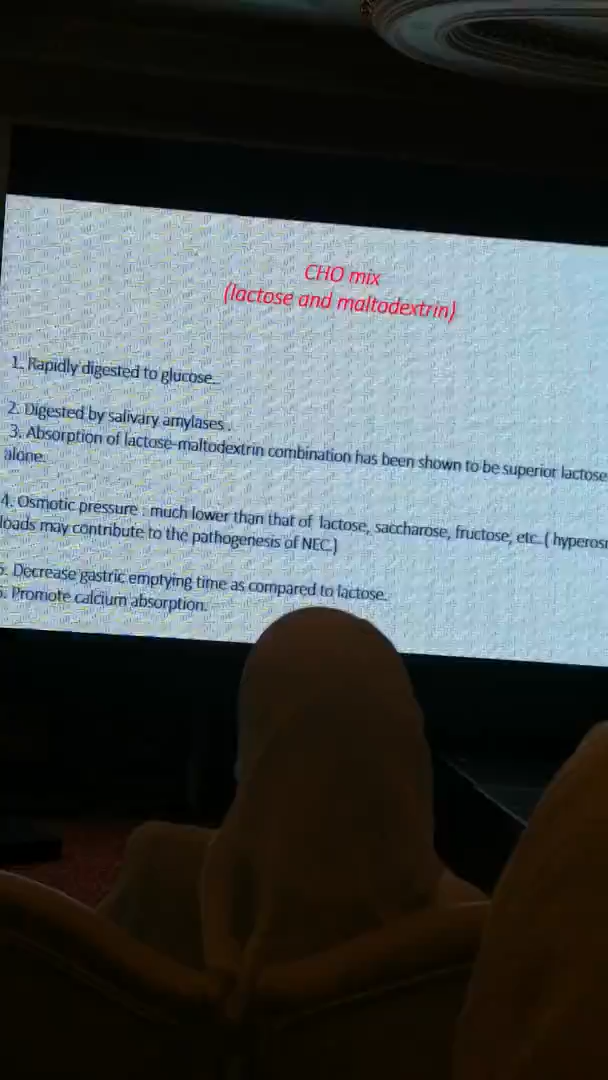 CHO mix
(lactose and maltodextrin)
1. Rapidly digested to glucose..
2. Digested by salivary amylases .
3. Absorption of lactose-maltodextrin combination has been shown to be superior lactose
alone.
4. Osmotic pressure : much lower than that of lactose, saccharose, fructose, etc. ( hyperosm
loads may contribute to the pathogenesis of NEC.)
5. Decrease gastric emptying time as compared to lactose.
6. Promote calcium absorption.